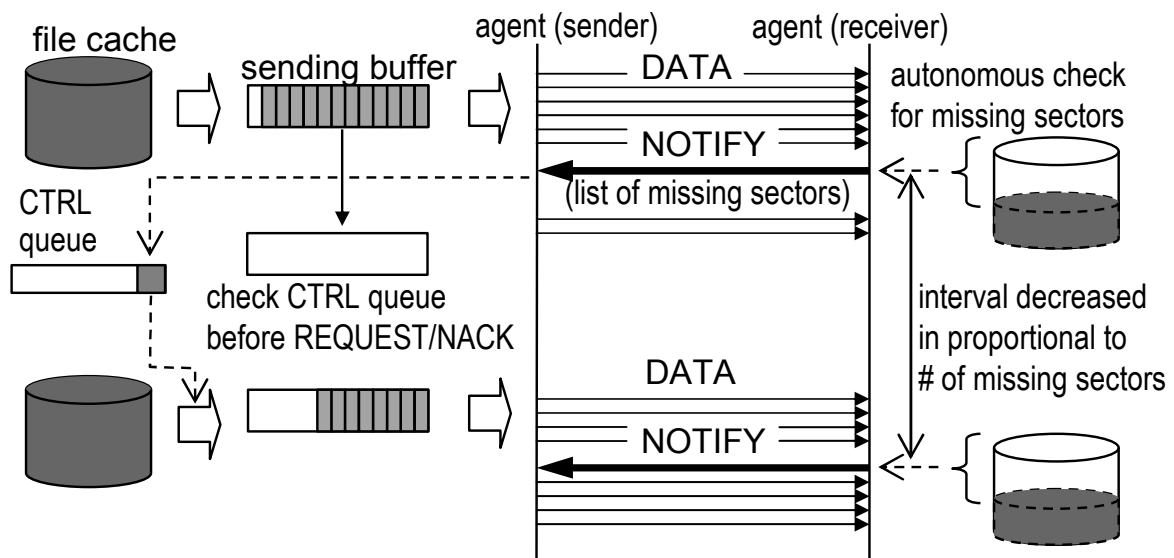 file cache
sending buffer
agent (sender)
agent (receiver)
DATA
autonomous check
for missing sectors
NOTIFY
(list of missing sectors)
CTRL
queue
check CTRL queue
before REQUEST/NACK
interval decreased
in proportional to
# of missing sectors
DATA
NOTIFY